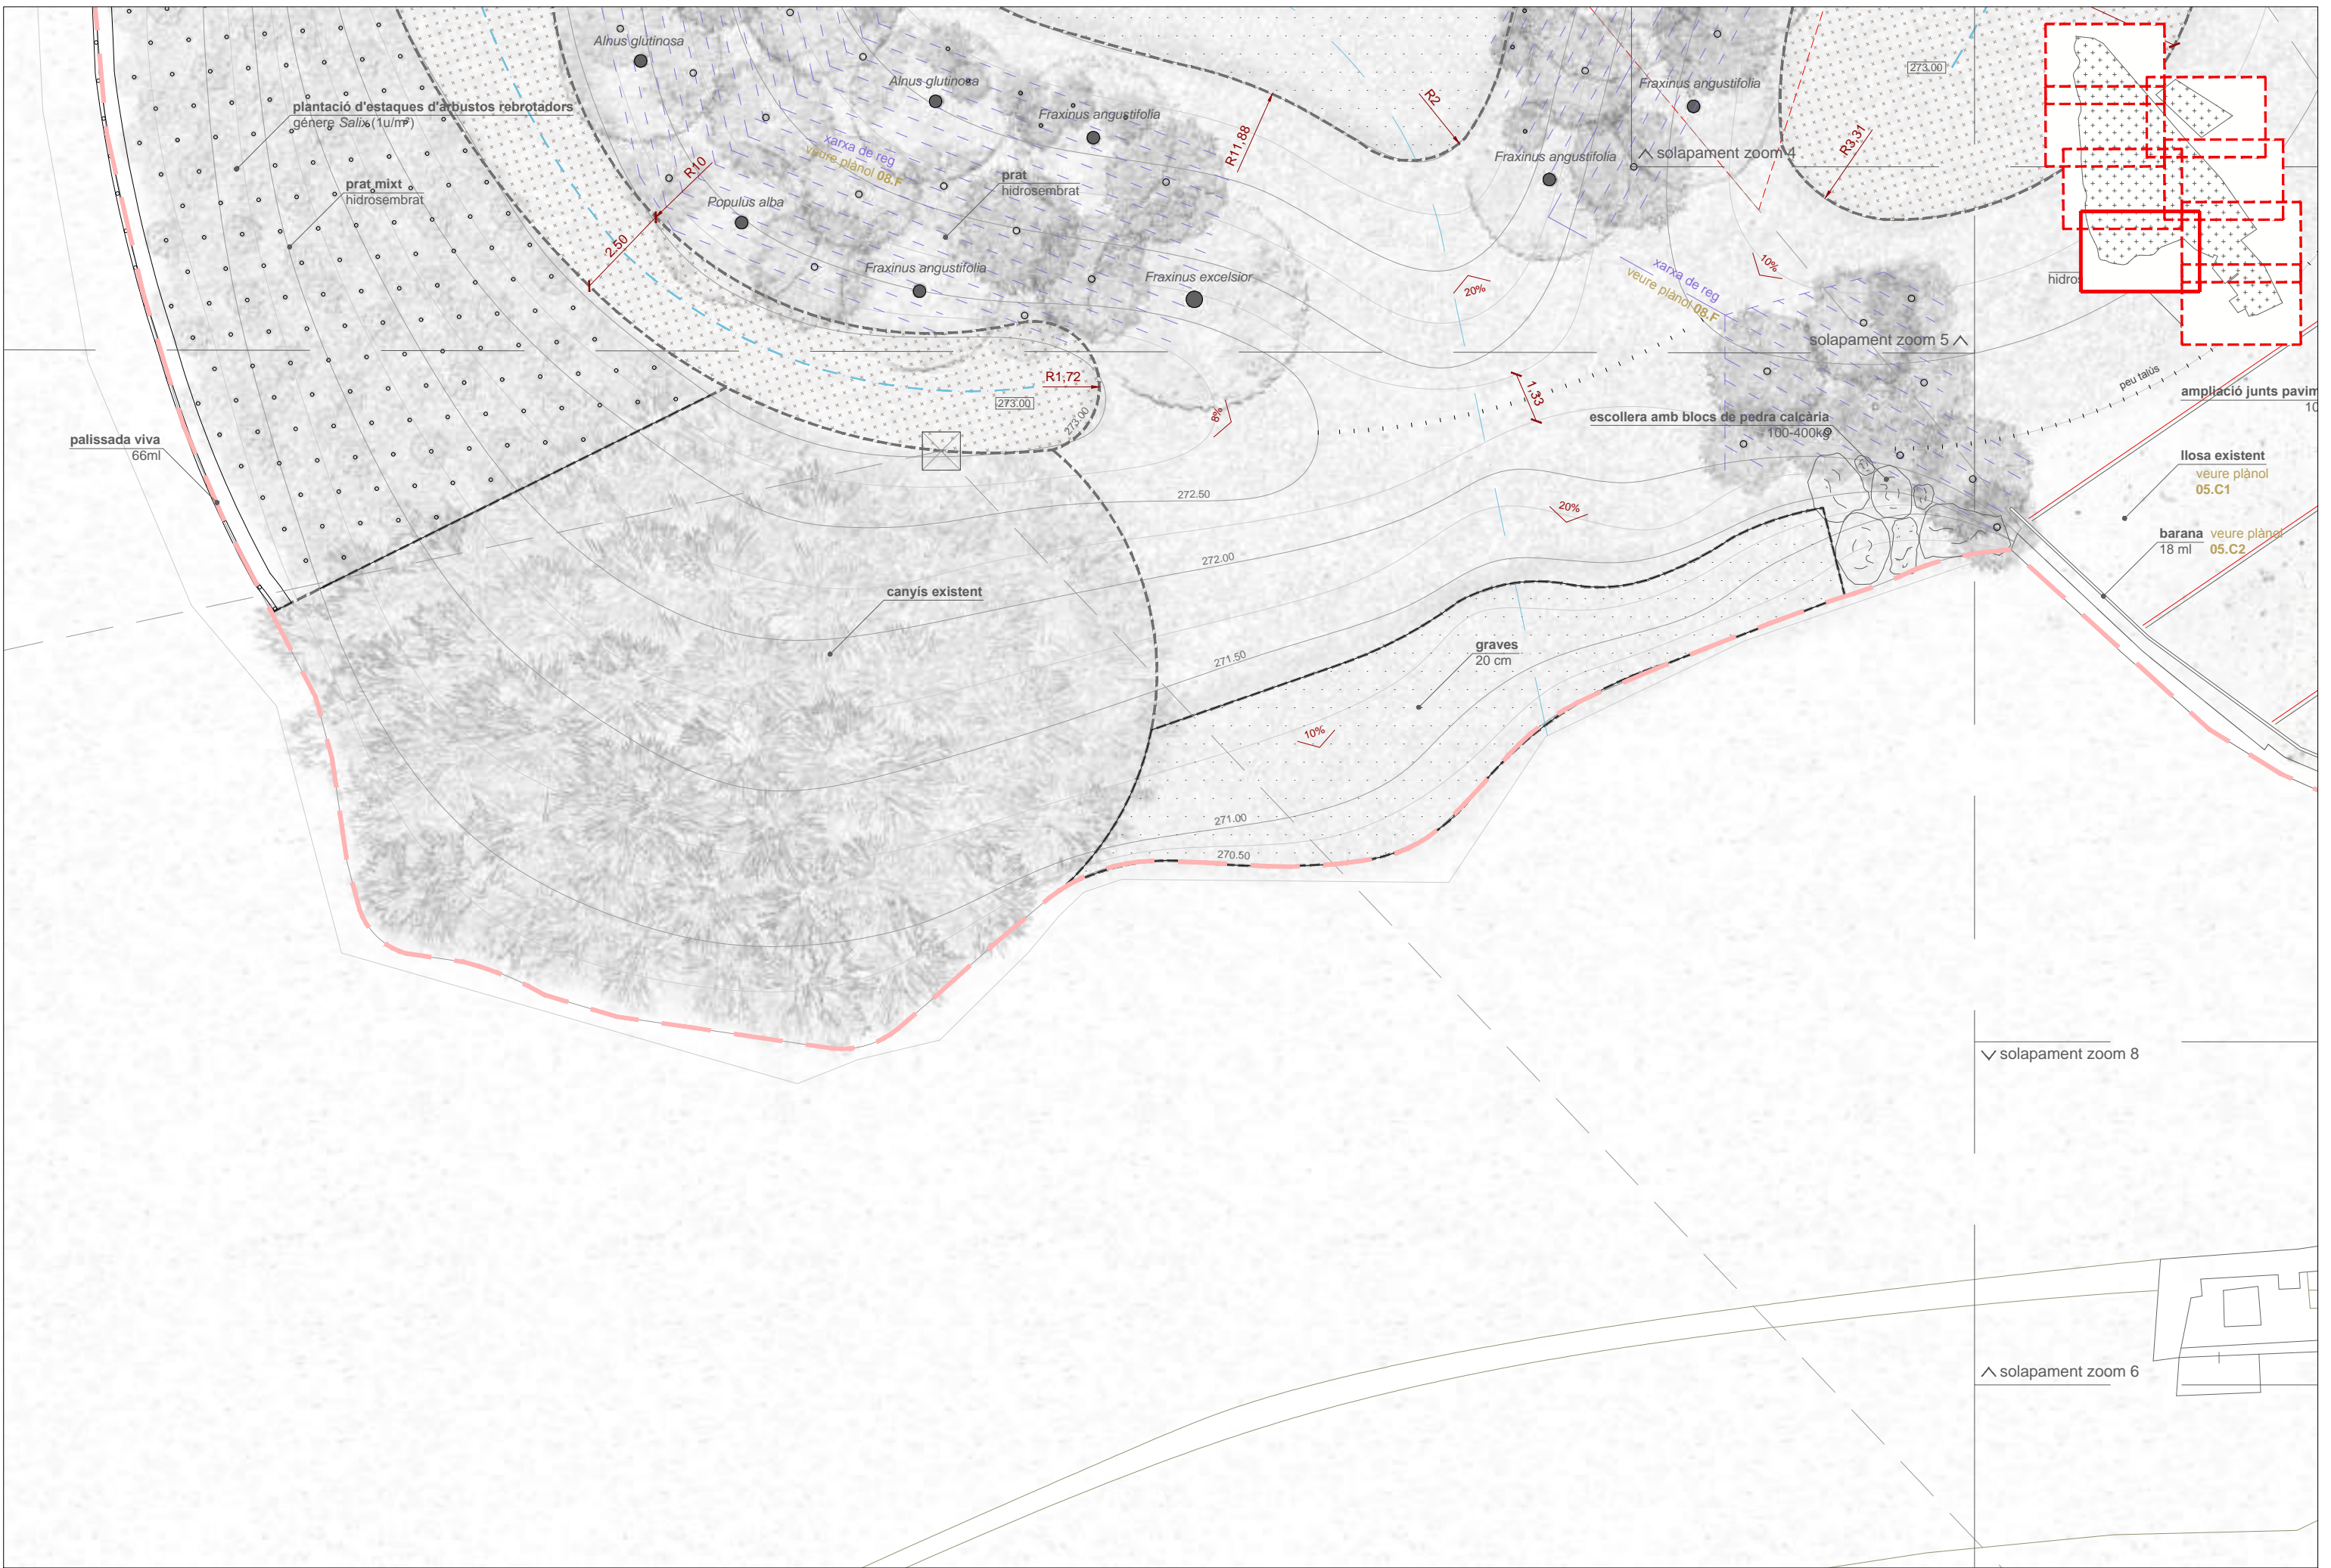 Alnus glutinosa
Alnus glutinosa
Fraxinus angustifolia
Fraxinus angustifolia
273.00
plantació d'estaques d'arbustos rebrotadors
génere Salix (1u/m²)
R2
R11,88
R3,31
xarxa de reg
veure plànol 08.F
solapament zoom 4
Fraxinus angustifolia
R10
prat
hidrosembrat
prat mixt
hidrosembrat
Populus alba
2,50
Fraxinus angustifolia
Fraxinus excelsior
20%
10%
xarxa de reg
veure plànol 08.F
solapament zoom 5
R1,72
273.00
273.00
8%
1,33
peu talús
ampliació junts pavim
10
escollera amb blocs de pedra calcària
100-400kg
palissada viva
66ml
llosa existent
veure plànol
05.C1
272.50
20%
barana veure plànol
18 ml 05.C2
272.00
canyís existent
271.50
graves
20 cm
10%
271.00
270.50
solapament zoom 8
solapament zoom 6